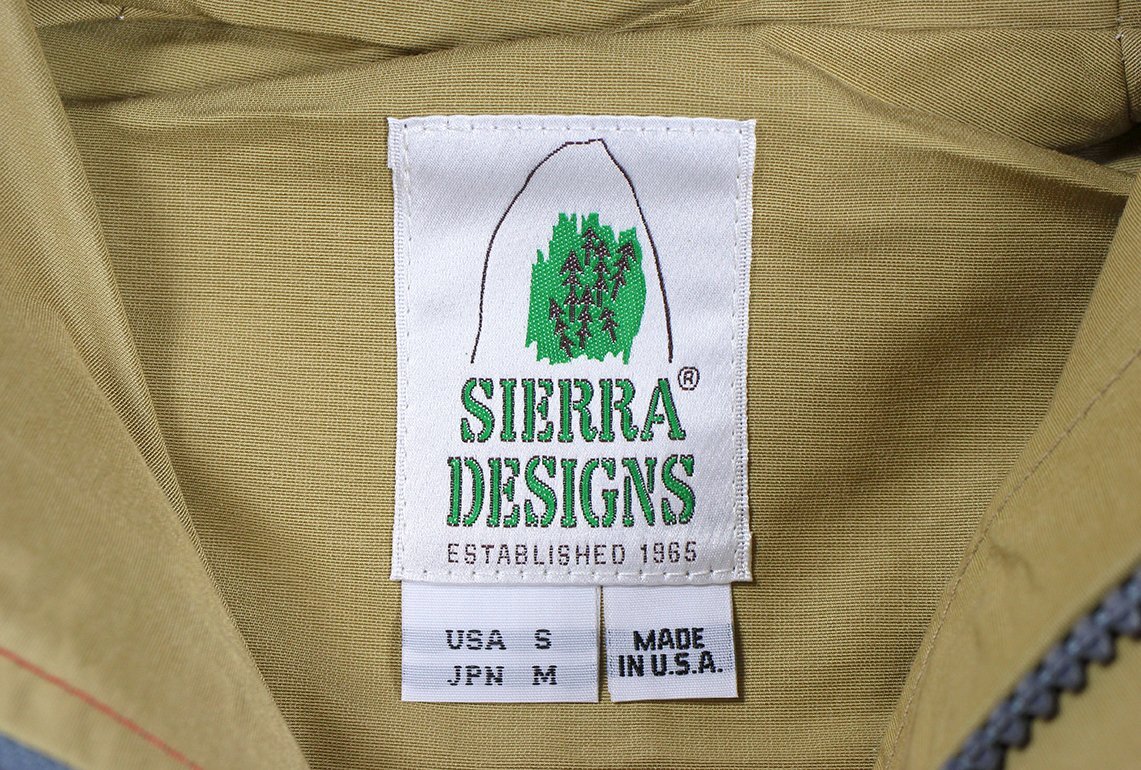 SIERRA®
DESIGNS
ESTABLISHED 1965
USA S
JPN M
MADE
IN U.S.A.